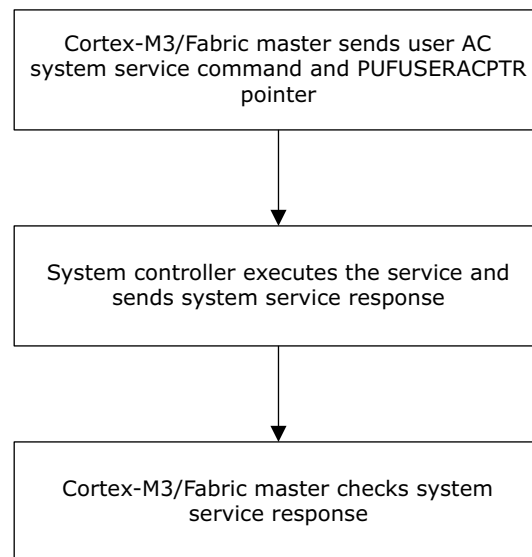 Cortex-M3/Fabric master sends user AC
system service command and PUFUSERACPTR
pointer
System controller executes the service and
sends system service response
Cortex-M3/Fabric master checks system
service response